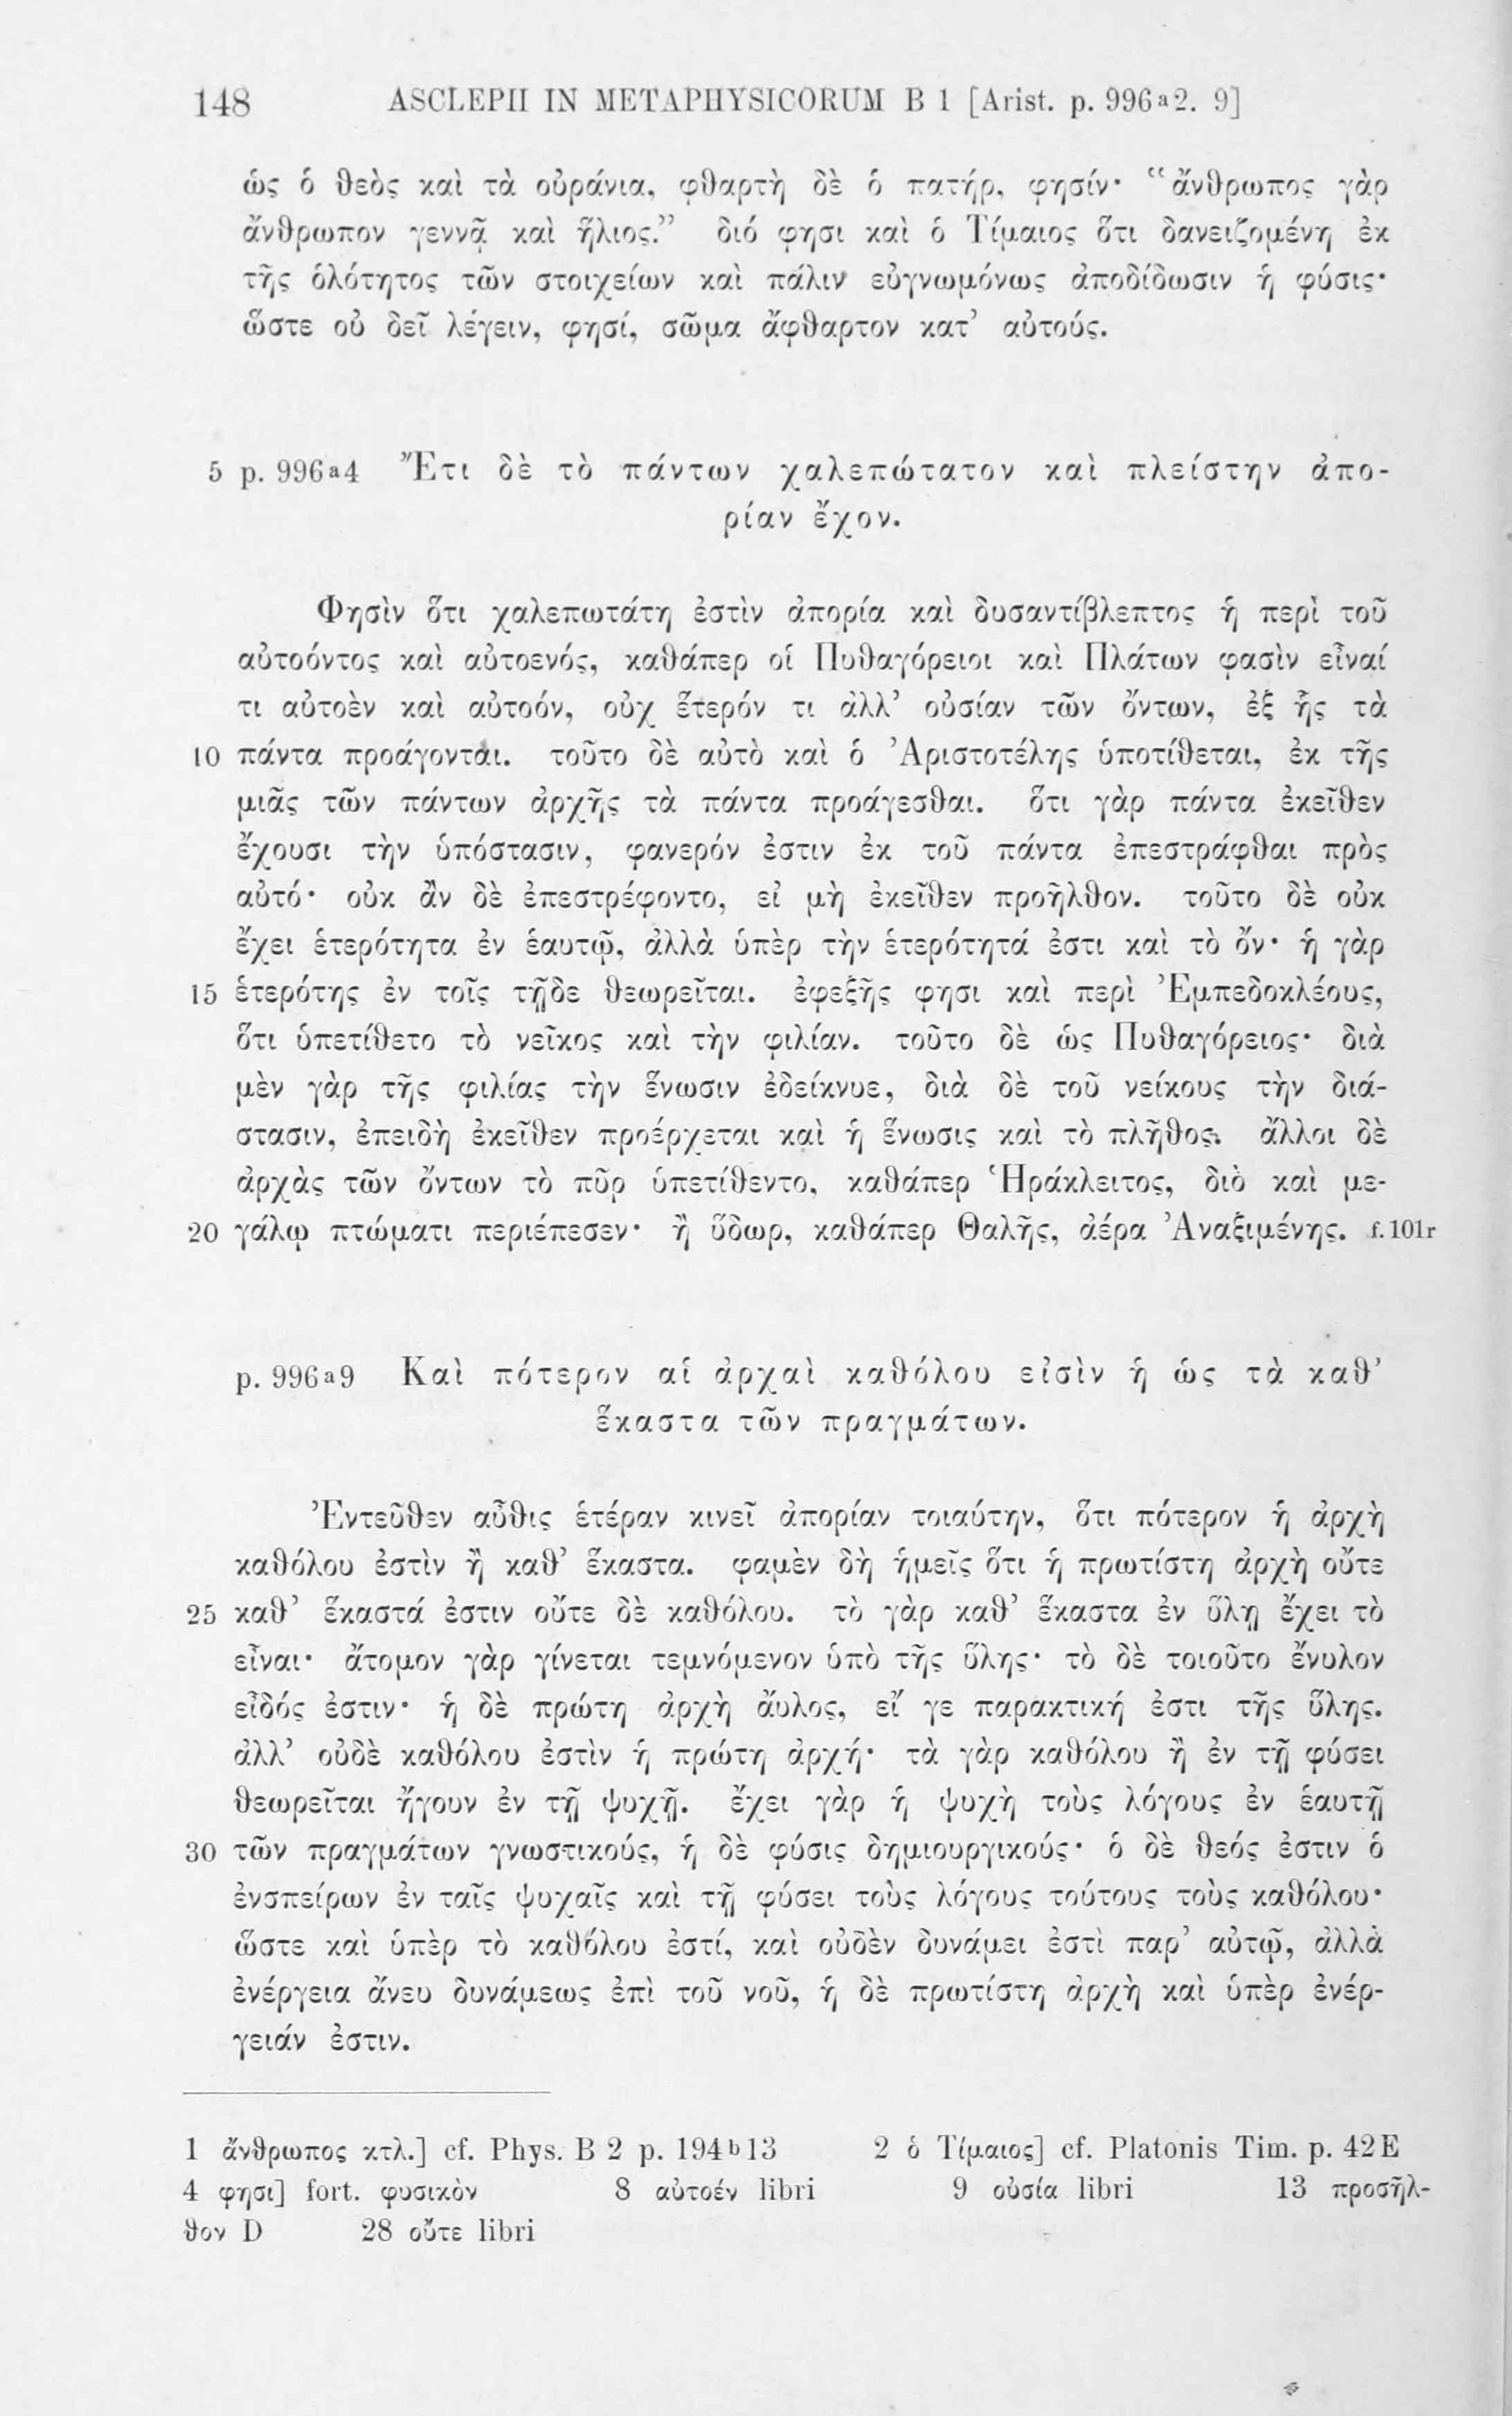 148 ASCLEPII IN METAPHYSICORUM B 1 [Arist. p. 996ª2. 9]
ὡς ὁ θεὸς καὶ τὰ οὐράνια, φθαρτὴ δὲ ὁ πατήρ, φησίν· “ἄνθρωπος γὰρ
ἄνθρωπον γεννᾷ καὶ ἥλιος.” διό φησι καὶ ὁ Τίμαιος ὅτι δανειζομένη ἐκ
τῆς ὁλότητος τῶν στοιχείων καὶ πάλιν εὐγνωμόνως ἀποδίδωσιν ἡ φύσις·
ὥστε οὐ δεῖ λέγειν, φησί, σῶμα ἄφθαρτον κατ’ αὐτούς.
5 p. 996ª4 Ἔτι δὲ τὸ πάντων χαλεπώτατον καὶ πλείστην ἀπο-
ρίαν ἔχον.
Φησὶν ὅτι χαλεπωτάτη ἐστὶν ἀπορία καὶ δυσαντίβλεπτος ἡ περὶ τοῦ
αὐτοόντος καὶ αὐτοενός, καθάπερ οἱ Πυθαγόρειοι καὶ Πλάτων φασὶν εἶναί
τι αὐτοὲν καὶ αὐτοόν, οὐχ ἕτερόν τι ἀλλ’ οὐσίαν τῶν ὄντων, ἐξ ἧς τὰ
10 πάντα προάγονται. τοῦτο δὲ αὐτὸ καὶ ὁ Ἀριστοτέλης ὑποτίθεται, ἐκ τῆς
μιᾶς τῶν πάντων ἀρχῆς τὰ πάντα προάγεσθαι. ὅτι γὰρ πάντα ἐκεῖθεν
ἔχουσι τὴν ὑπόστασιν, φανερόν ἐστιν ἐκ τοῦ πάντα ἐπεστράφθαι πρὸς
αὐτό· οὐκ ἂν δὲ ἐπεστρέφοντο, εἰ μὴ ἐκεῖθεν προῆλθον. τοῦτο δὲ οὐκ
ἔχει ἑτερότητα ἐν ἑαυτῷ, ἀλλὰ ὑπὲρ τὴν ἑτερότητά ἐστι καὶ τὸ ὄν· ἡ γὰρ
15 ἑτερότης ἐν τοῖς τῇδε θεωρεῖται. ἐφεξῆς φησι καὶ περὶ Ἐμπεδοκλέους,
ὅτι ὑπετίθετο τὸ νεῖκος καὶ τὴν φιλίαν. τοῦτο δὲ ὡς Πυθαγόρειος· διὰ
μὲν γὰρ τῆς φιλίας τὴν ἕνωσιν ἐδείκνυε, διὰ δὲ τοῦ νείκους τὴν διά-
στασιν, ἐπειδὴ ἐκεῖθεν προέρχεται καὶ ἡ ἕνωσις καὶ τὸ πλῆθος. ἄλλοι δὲ
ἀρχὰς τῶν ὄντων τὸ πῦρ ὑπετίθεντο, καθάπερ Ἡράκλειτος, διὸ καὶ με-
20 γάλῳ πτώματι περιέπεσεν· ἢ ὕδωρ, καθάπερ Θαλῆς, ἀέρα Ἀναξιμένης. f. 101r
p. 996ª9 Καὶ πότερον αἱ ἀρχαὶ καθόλου εἰσὶν ἡ ὡς τὰ καθ’
ἕκαστα τῶν πραγμάτων.
Ἐντεῦθεν αὖθις ἑτέραν κινεῖ ἀπορίαν τοιαύτην, ὅτι πότερον ἡ ἀρχὴ
καθόλου ἐστὶν ἢ καθ’ ἕκαστα. φαμὲν δὴ ἡμεῖς ὅτι ἡ πρωτίστη ἀρχὴ οὔτε
25 καθ’ ἕκαστά ἐστιν οὔτε δὲ καθόλου. τὸ γὰρ καθ’ ἕκαστα ἐν ὕλῃ ἔχει τὸ
εἶναι· ἄτομον γὰρ γίνεται τεμνόμενον ὑπὸ τῆς ὕλης· τὸ δὲ τοιοῦτο ἔνυλον
εἶδός ἐστιν· ἡ δὲ πρώτη ἀρχὴ ἄυλος, εἴ γε παρακτική ἐστι τῆς ὕλης.
ἀλλ’ οὐδὲ καθόλου ἐστὶν ἡ πρώτη ἀρχή· τὰ γὰρ καθόλου ἢ ἐν τῇ φύσει
θεωρεῖται ἤγουν ἐν τῇ ψυχῇ. ἔχει γὰρ ἡ ψυχὴ τοὺς λόγους ἐν ἑαυτῇ
30 τῶν πραγμάτων γνωστικούς, ἡ δὲ φύσις δημιουργικούς· ὁ δὲ θεός ἐστιν ὁ
ἐνσπείρων ἐν ταῖς ψυχαῖς καὶ τῇ φύσει τοὺς λόγους τούτους τοὺς καθόλου·
ὥστε καὶ ὑπὲρ τὸ καθόλου ἐστί, καὶ οὐδὲν δυνάμει ἐστὶ παρ’ αὐτῷ, ἀλλὰ
ἐνέργεια ἄνευ δυνάμεως ἐπὶ τοῦ νοῦ, ἡ δὲ πρωτίστη ἀρχὴ καὶ ὑπὲρ ἐνέρ-
γειάν ἐστιν.
1 ἄνθρωπος κτλ.] cf. Phys. B 2 p. 194ᵇ13 2 ὁ Τίμαιος] cf. Platonis Tim. p. 42E
4 φησι] fort. φυσικὸν 8 αὐτοέν libri 9 οὐσία libri 13 προσῆλ-
θον D 28 οὔτε libri